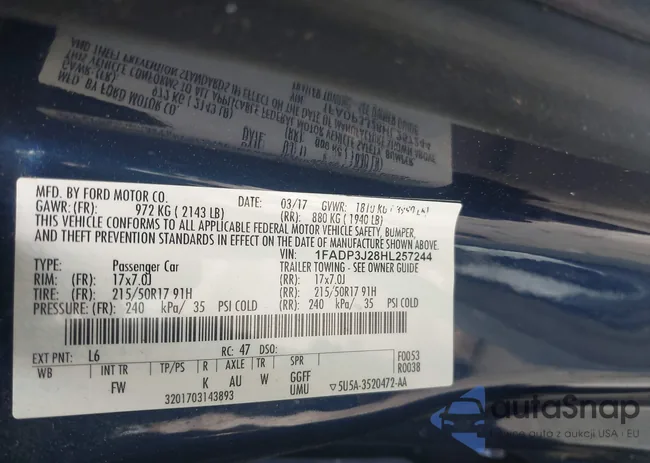 MFD. BY FORD MOTOR CO.
DATE: 03/17 GVWR:
GAWR: (FR): 972 KG ( 2143 LB) (RR): 880 KG ( 1940 LB)
THIS VEHICLE CONFORMS TO ALL APPLICABLE FEDERAL MOTOR VEHICLE SAFETY, BUMPER,
AND THEFT PREVENTION STANDARDS IN EFFECT ON THE DATE OF MANUFACTURE SHOWN ABOVE.
VIN: 1FADP3J28HL257244
TYPE: Passenger Car TRAILER TOWING - SEE OWNER GUIDE
RIM: (FR): 17x7.0J (RR): 17x7.0J
TIRE: (FR): 215/50R17 91H (RR): 215/50R17 91H
PRESSURE: (FR): 240 kPa/ 35 PSI COLD (RR): 240 kPa/ 35 PSI COLD
EXT PNT: L6 RC: 47 DSO: F0053
WB INT TR TP/PS R AXLE TR SPR R0038
FW K AU W GGFF
UMU 5U5A-3520472-AA
3201703143893
autoSnap
auto z aukcji USA i EU